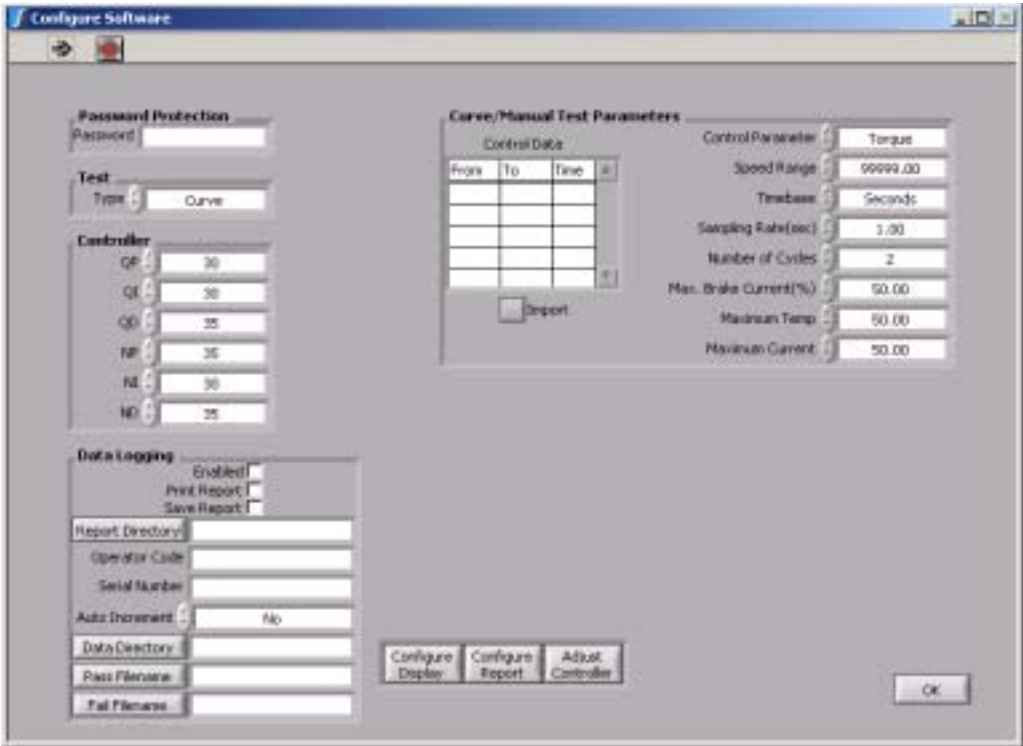 Configure Software
Password Protection
Password
Test
Type Curve
Controller
QP 30
QI 30
QD 35
NP 35
NI 30
ND 35
Data Logging
Enabled
Print Report
Save Report
Report Directory
Operator Code
Serial Number
Auto Increment No
Data Directory
Pass Filename
Fail Filename
Curve/Manual Test Parameters
Control Data
From To Time
Import
Control Parameter Torque
Speed Range 99999.00
Timebase Seconds
Sampling Rate(sec) 1.00
Number of Cycles 2
Max. Brake Current(%) 50.00
Maximum Temp 50.00
Maximum Current 50.00
Configure Display
Configure Report
Adjust Controller
OK